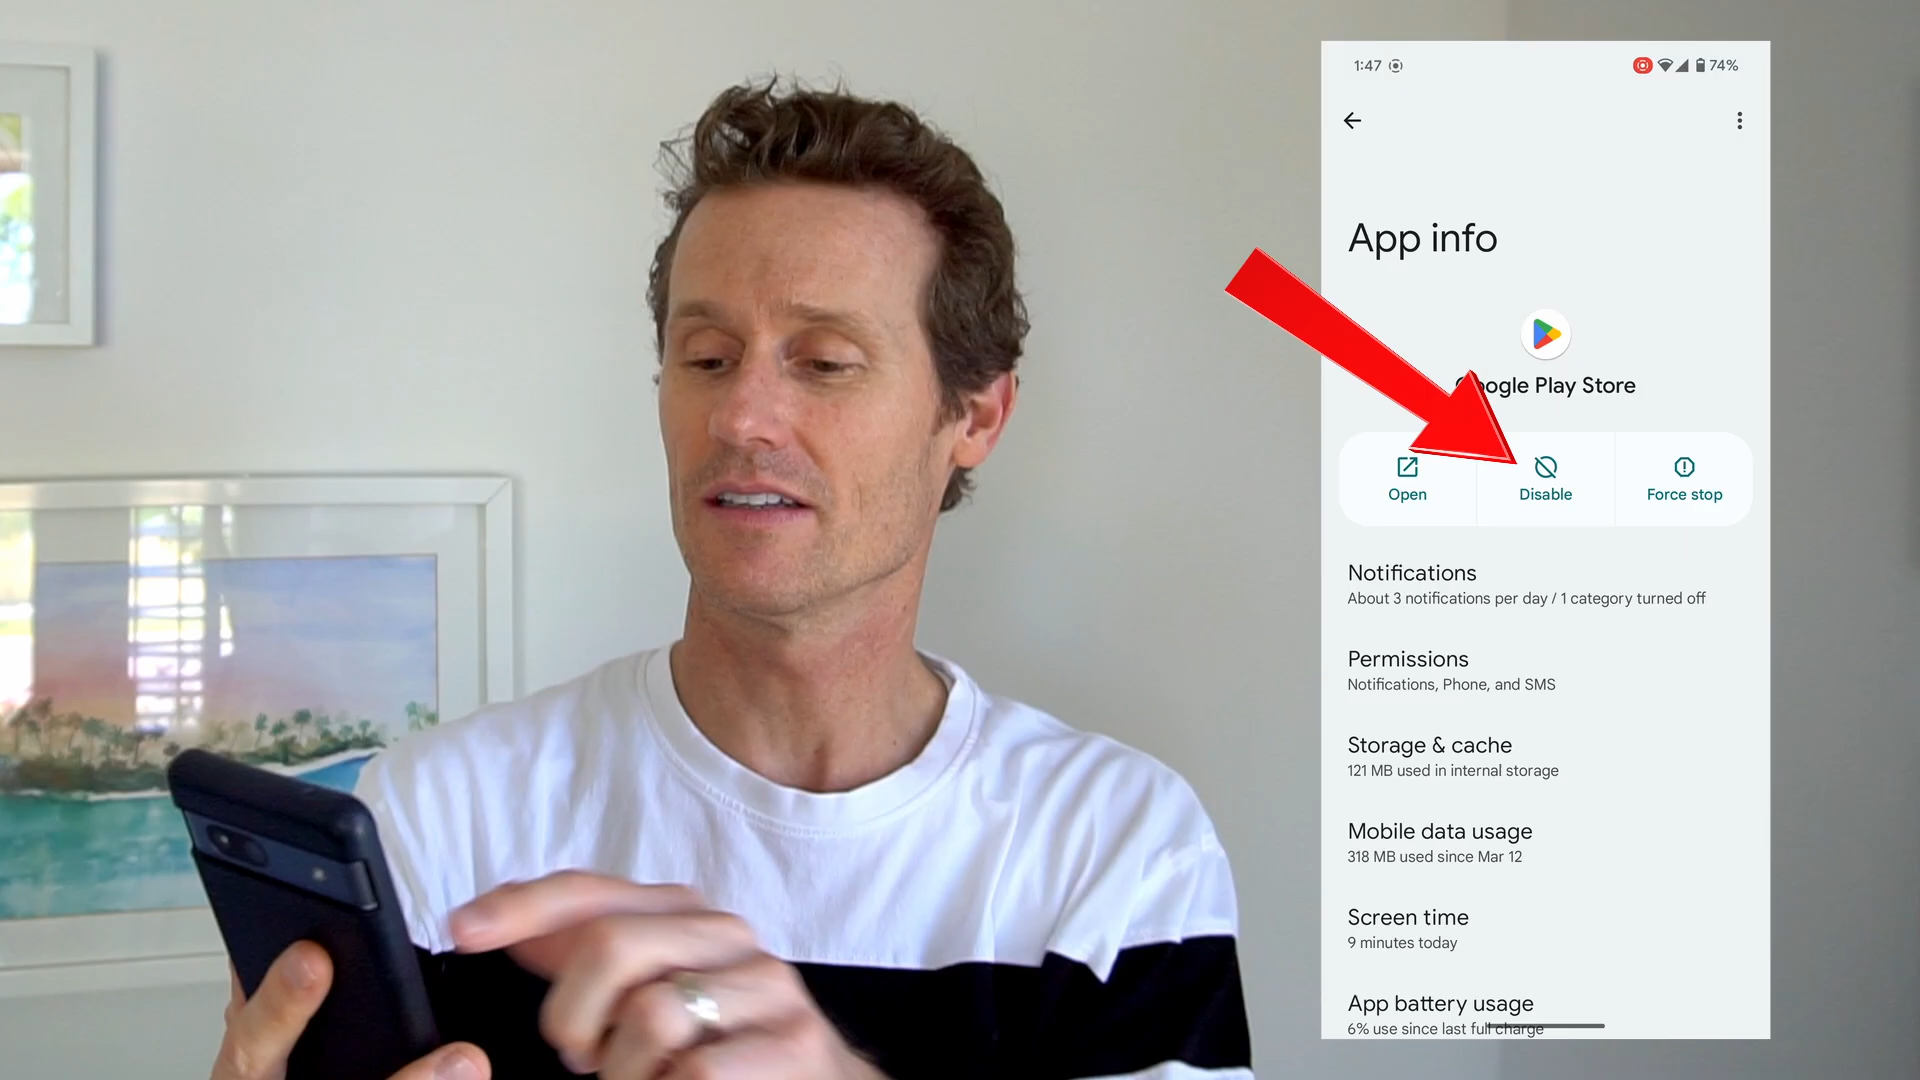 1:47
74%
App info
Google Play Store
Open
Disable
Force stop
Notifications
About 3 notifications per day / 1 category turned off
Permissions
Notifications, Phone, and SMS
Storage & cache
121 MB used in internal storage
Mobile data usage
318 MB used since Mar 12
Screen time
9 minutes today
App battery usage
6% use since last full charge